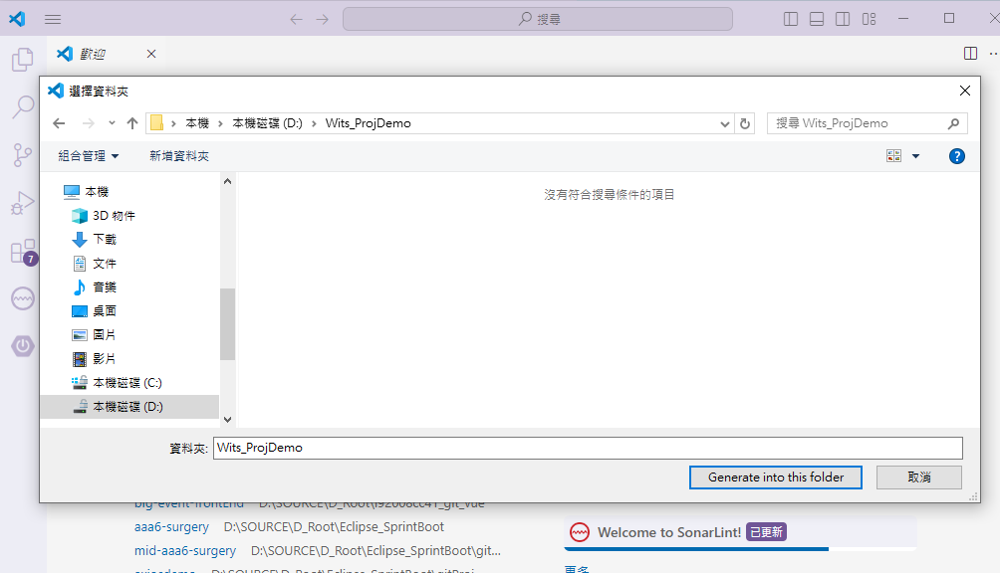 搜尋
歡迎
選擇資料夾
本機 › 本機磁碟 (D:) › Wits_ProjDemo
搜尋 Wits_ProjDemo
組合管理
新增資料夾
?
沒有符合搜尋條件的項目
本機
3D 物件
下載
文件
音樂
桌面
圖片
影片
本機磁碟 (C:)
本機磁碟 (D:)
7
資料夾: Wits_ProjDemo
Generate into this folder
取消
big-event-frontend D:\SOURCE\D_Root\
aaa6-surgery D:\SOURCE\D_Root\Eclipse_SprintBoot
mid-aaa6-surgery D:\SOURCE\D_Root\Eclipse_SprintBoot\git...
D:\SOURCE\D_Root\Eclipse_SprintBoot\gitProj
Welcome to SonarLint! 已更新
更多